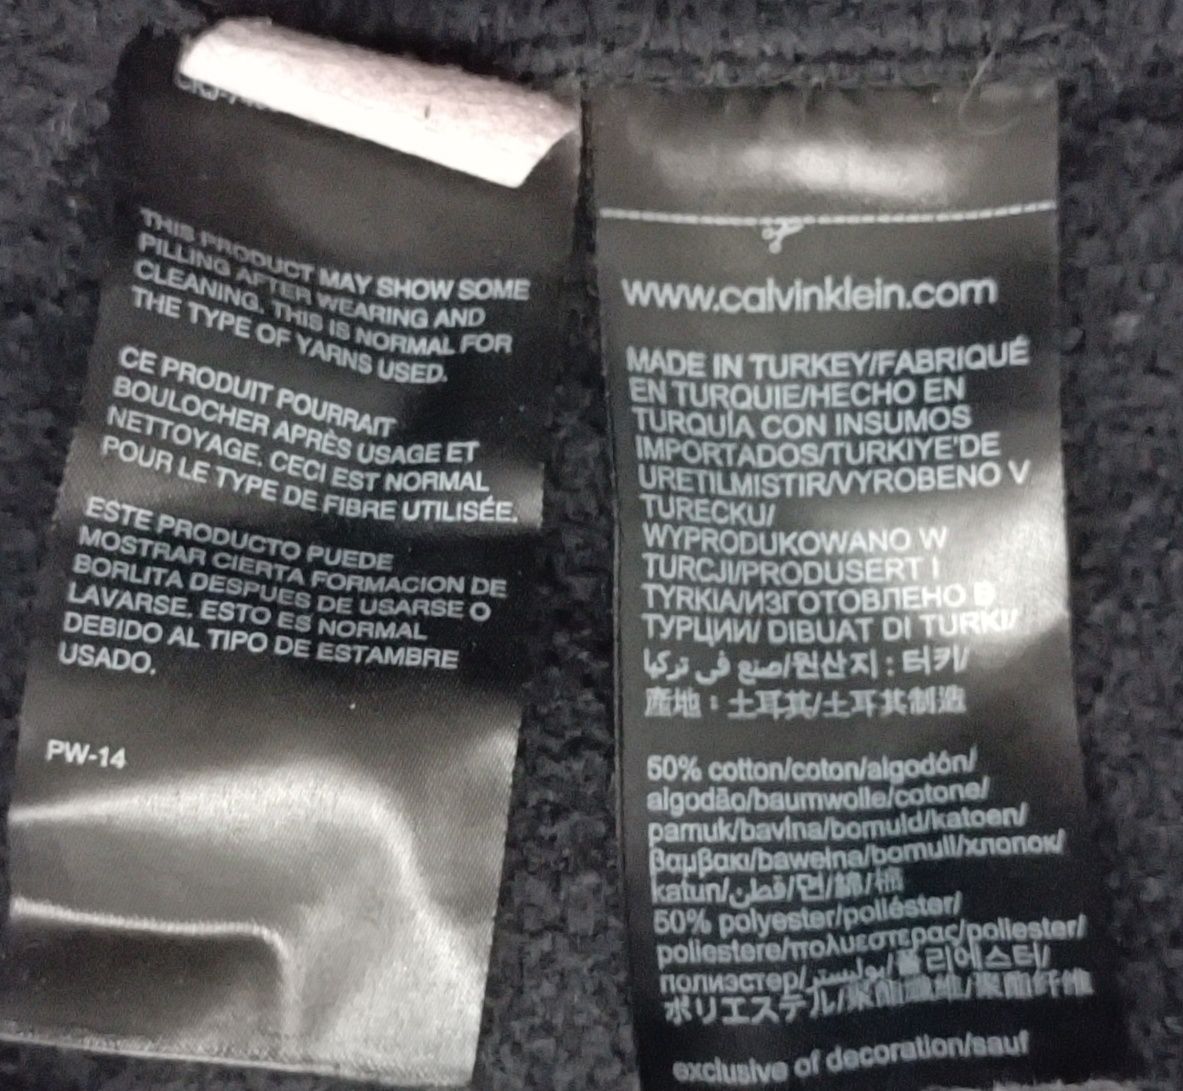 THIS PRODUCT MAY SHOW SOME
PILLING AFTER WEARING AND
CLEANING. THIS IS NORMAL FOR
THE TYPE OF YARNS USED.
CE PRODUIT POURRAIT
BOULOCHER APRÈS USAGE ET
NETTOYAGE. CECI EST NORMAL
POUR LE TYPE DE FIBRE UTILISÉE.
ESTE PRODUCTO PUEDE
MOSTRAR CIERTA FORMACION DE
BORLITA DESPUES DE USARSE O
LAVARSE. ESTO ES NORMAL
DEBIDO AL TIPO DE ESTAMBRE
USADO.
PW-14
www.calvinklein.com
MADE IN TURKEY/FABRIQUÉ
EN TURQUIE/HECHO EN
TURQUÍA CON INSUMOS
IMPORTADOS/TURKIYE'DE
URETILMISTIR/VYROBENO V
TURECKU/
WYPRODUKOWANO W
TURCJI/PRODUSERT I
TYRKIA/ИЗГОТОВЛЕНО В
ТУРЦИИ/ DIBUAT DI TURKI/
صنع في تركيا/원산지 : 터키/
産地：土耳其/土耳其制造
50% cotton/coton/algodón/
algodão/baumwolle/cotone/
pamuk/bavlna/bomuld/katoen/
βαμβακι/bawełna/bomull/хлопок/
katun/قطن/면/綿/棉
50% polyester/poliéster/
poliestere/πολυεστερας/poliester/
полиэстер/بوليستر/폴리에스터/
ポリエステル/聚酯纖維/聚酯纤维
exclusive of decoration/sauf